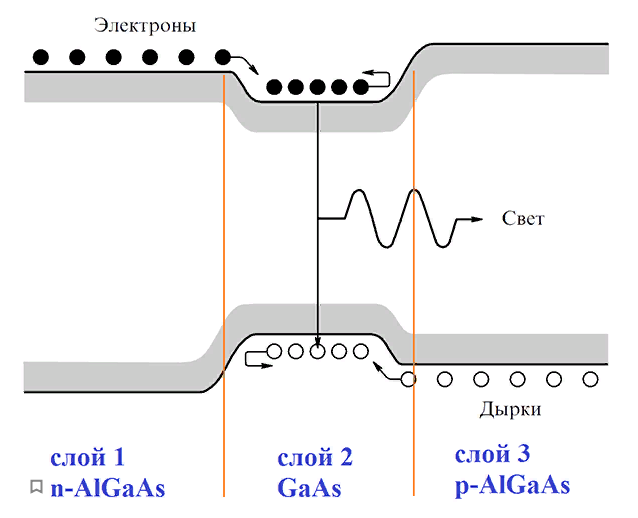 Электроны
Свет
Дырки
слой 1
n-AlGaAs
слой 2
GaAs
слой 3
p-AlGaAs